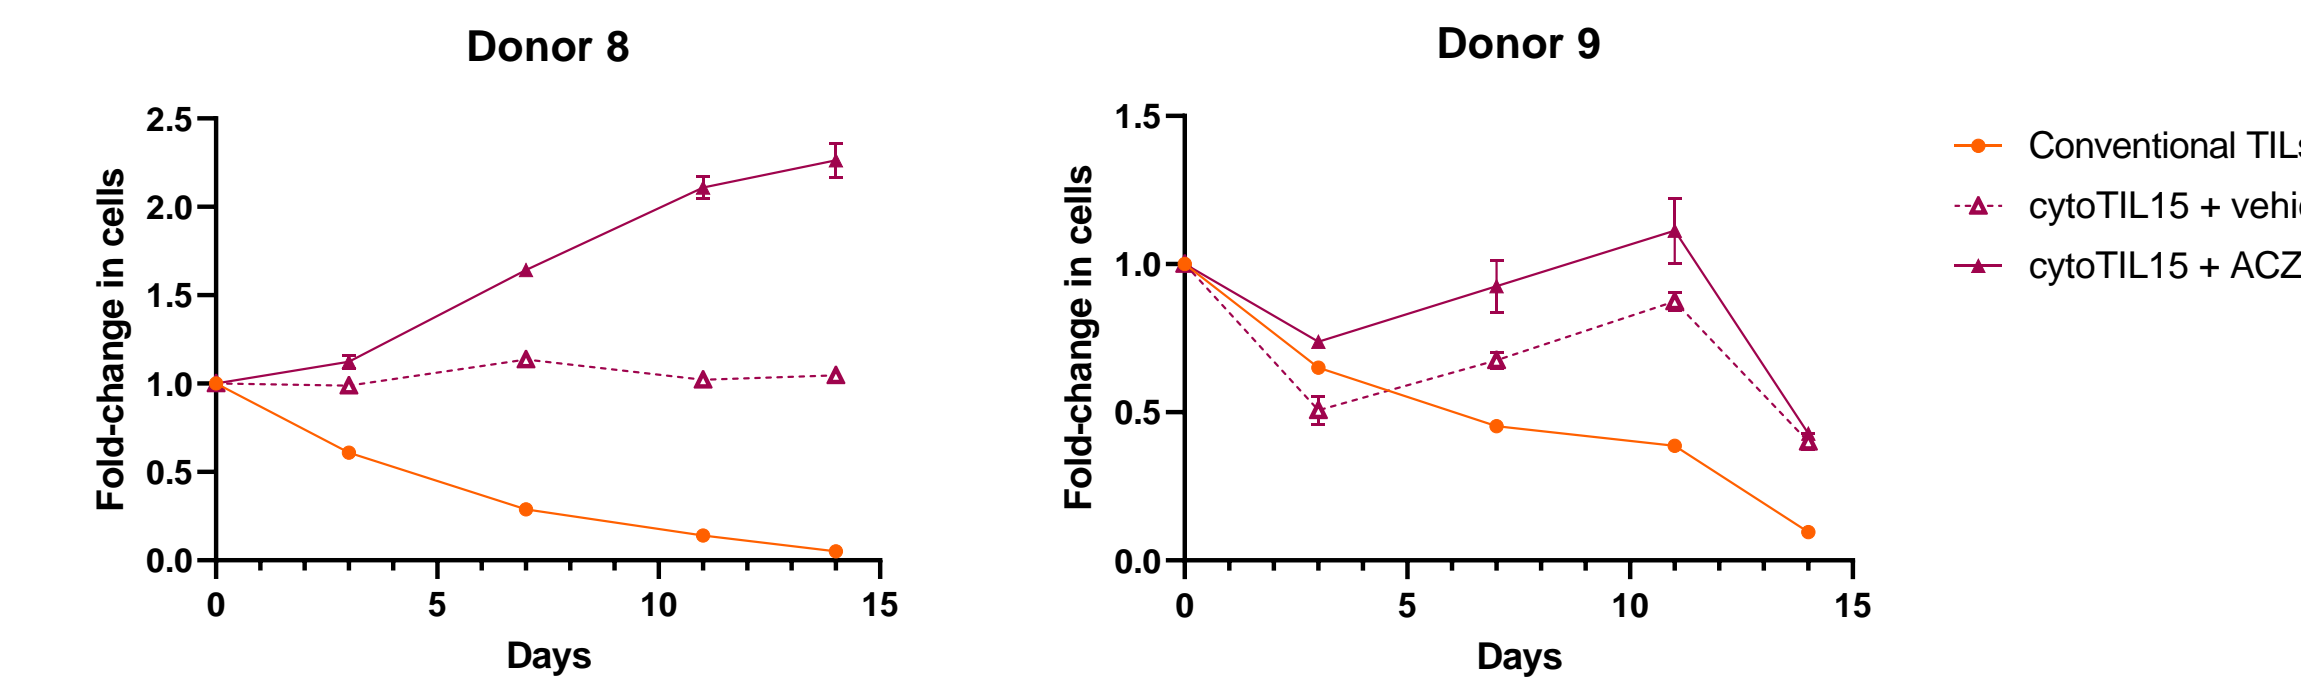 Donor 8
Fold-change in cells
2.5
2.0
1.5
1.0
0.5
0.0
0 5 10 15
Days
Donor 9
Fold-change in cells
1.5
1.0
0.5
0.0
0 5 10 15
Days
Conventional
cytoTIL15 +
cytoTIL15 + ACZ